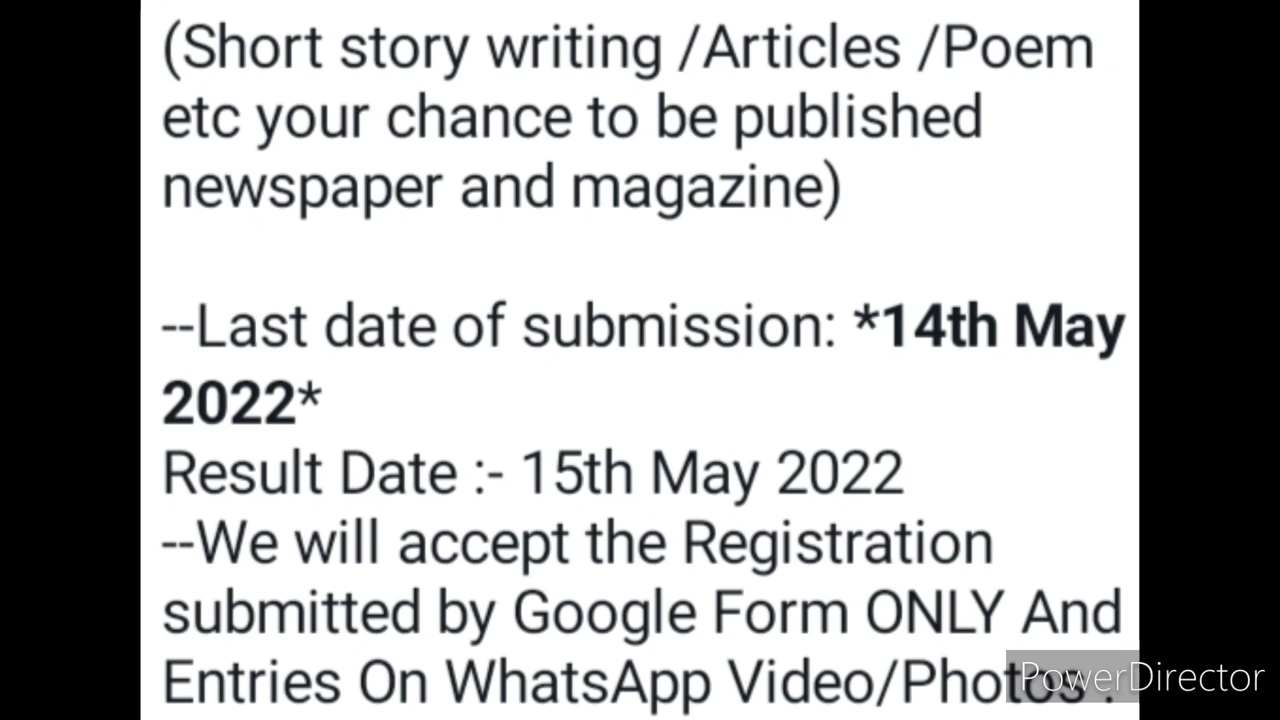 (Short story writing /Articles /Poem
etc your chance to be published
newspaper and magazine)
--Last date of submission: *14th May
2022*
Result Date :- 15th May 2022
--We will accept the Registration
submitted by Google Form ONLY And
Entries On WhatsApp Video/Photos .
PowerDirector